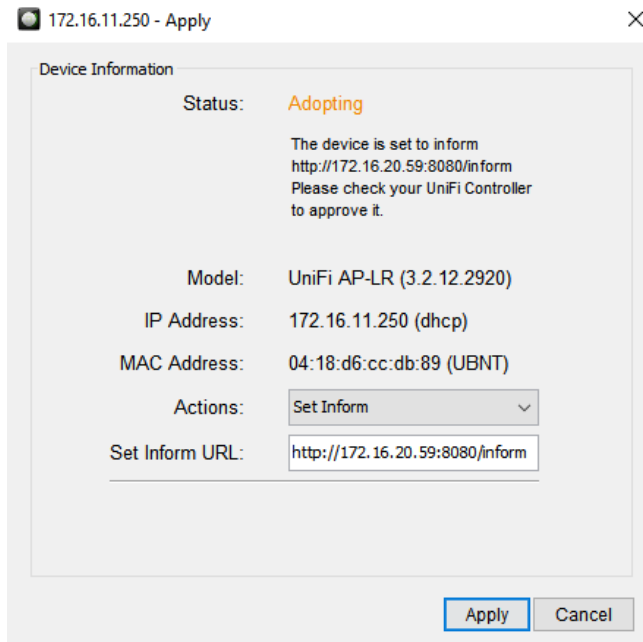 172.16.11.250 - Apply
Device Information
Status: Adopting
The device is set to inform
http://172.16.20.59:8080/inform
Please check your UniFi Controller
to approve it.
Model: UniFi AP-LR (3.2.12.2920)
IP Address: 172.16.11.250 (dhcp)
MAC Address: 04:18:d6:cc:db:89 (UBNT)
Actions: Set Inform
Set Inform URL: http://172.16.20.59:8080/inform
Apply Cancel